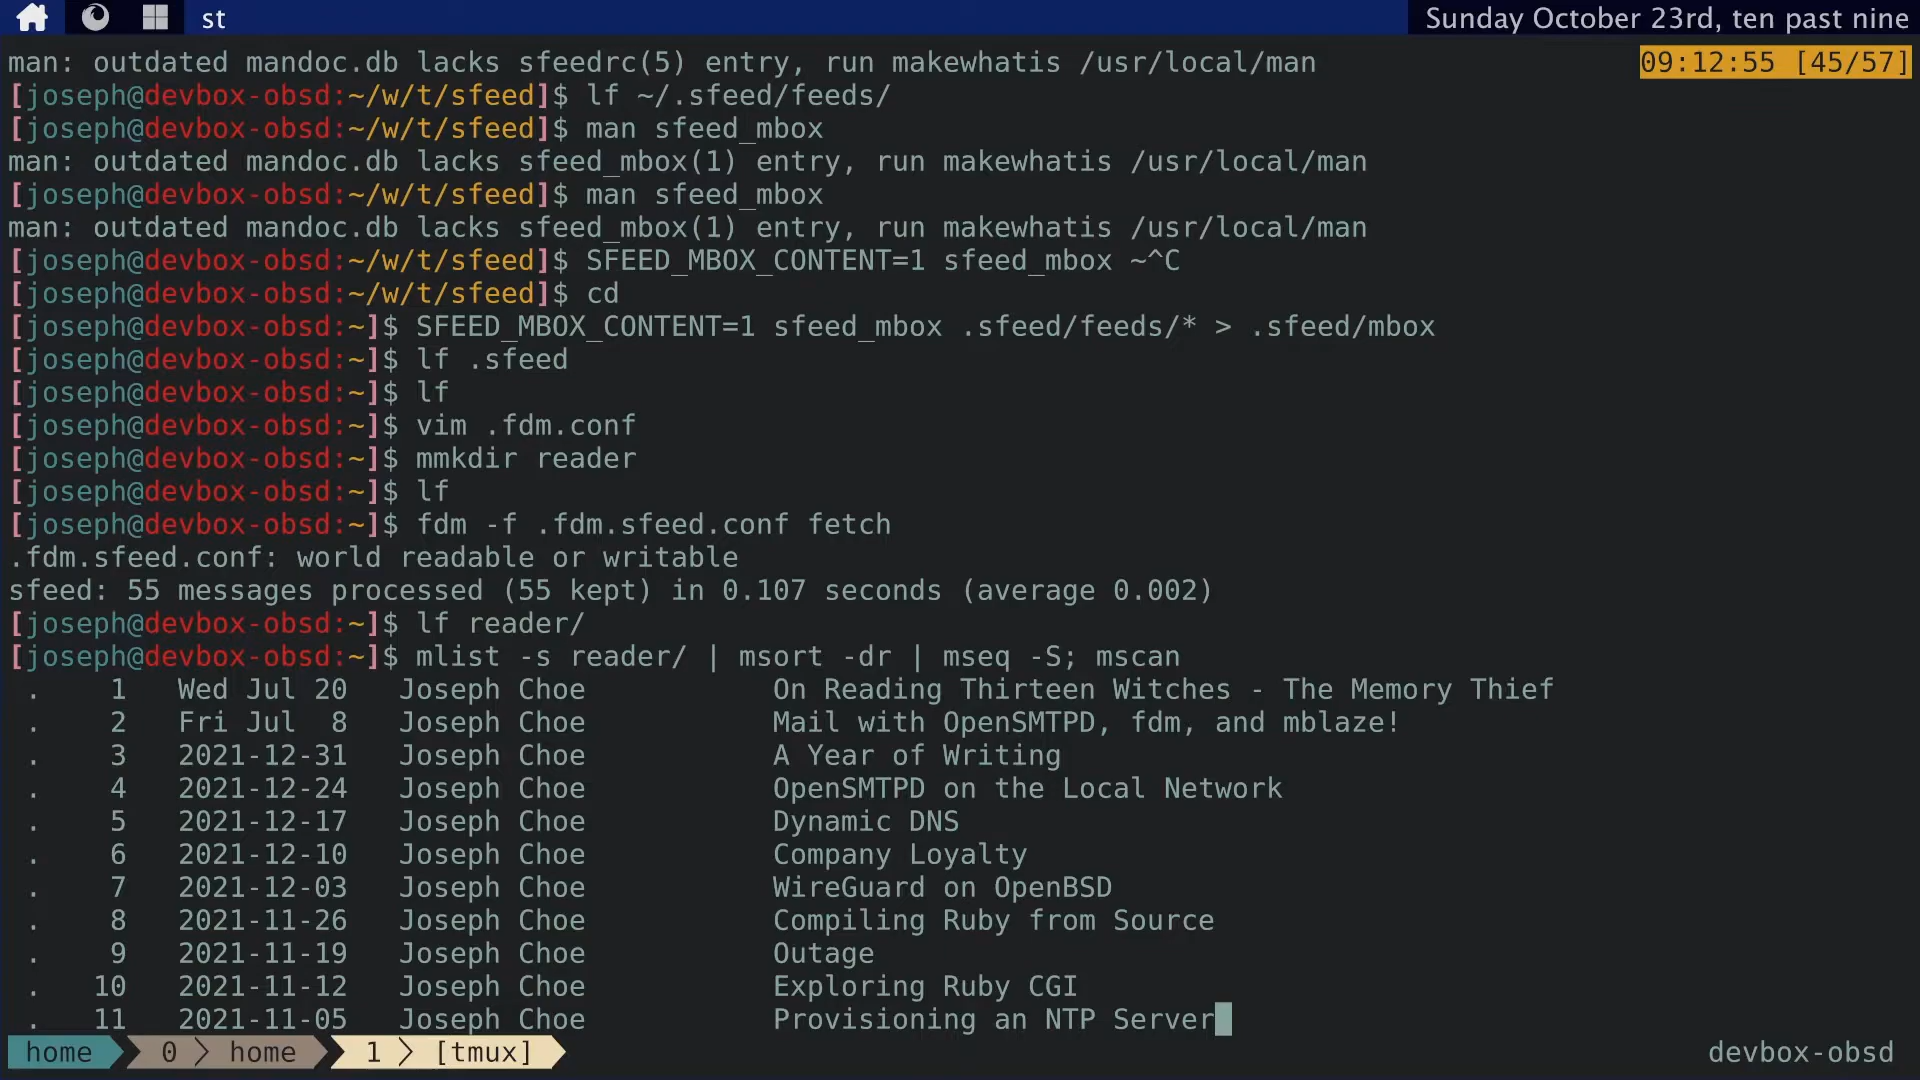 st
Sunday October 23rd, ten past nine
man: outdated mandoc.db lacks sfeedrc(5) entry, run makewhatis /usr/local/man
09:12:55 [45/57]
[joseph@devbox-obsd:~/w/t/sfeed]$ lf ~/.sfeed/feeds/
[joseph@devbox-obsd:~/w/t/sfeed]$ man sfeed_mbox
man: outdated mandoc.db lacks sfeed_mbox(1) entry, run makewhatis /usr/local/man
[joseph@devbox-obsd:~/w/t/sfeed]$ man sfeed_mbox
man: outdated mandoc.db lacks sfeed_mbox(1) entry, run makewhatis /usr/local/man
[joseph@devbox-obsd:~/w/t/sfeed]$ SFEED_MBOX_CONTENT=1 sfeed_mbox ~^C
[joseph@devbox-obsd:~/w/t/sfeed]$ cd
[joseph@devbox-obsd:~]$ SFEED_MBOX_CONTENT=1 sfeed_mbox .sfeed/feeds/* > .sfeed/mbox
[joseph@devbox-obsd:~]$ lf .sfeed
[joseph@devbox-obsd:~]$ lf
[joseph@devbox-obsd:~]$ vim .fdm.conf
[joseph@devbox-obsd:~]$ mmkdir reader
[joseph@devbox-obsd:~]$ lf
[joseph@devbox-obsd:~]$ fdm -f .fdm.sfeed.conf fetch
.fdm.sfeed.conf: world readable or writable
sfeed: 55 messages processed (55 kept) in 0.107 seconds (average 0.002)
[joseph@devbox-obsd:~]$ lf reader/
[joseph@devbox-obsd:~]$ mlist -s reader/ | msort -dr | mseq -S; mscan
. 1 Wed Jul 20 Joseph Choe On Reading Thirteen Witches - The Memory Thief
. 2 Fri Jul 8 Joseph Choe Mail with OpenSMTPD, fdm, and mblaze!
. 3 2021-12-31 Joseph Choe A Year of Writing
. 4 2021-12-24 Joseph Choe OpenSMTPD on the Local Network
. 5 2021-12-17 Joseph Choe Dynamic DNS
. 6 2021-12-10 Joseph Choe Company Loyalty
. 7 2021-12-03 Joseph Choe WireGuard on OpenBSD
. 8 2021-11-26 Joseph Choe Compiling Ruby from Source
. 9 2021-11-19 Joseph Choe Outage
. 10 2021-11-12 Joseph Choe Exploring Ruby CGI
. 11 2021-11-05 Joseph Choe Provisioning an NTP Server
home 0 home 1 [tmux] devbox-obsd